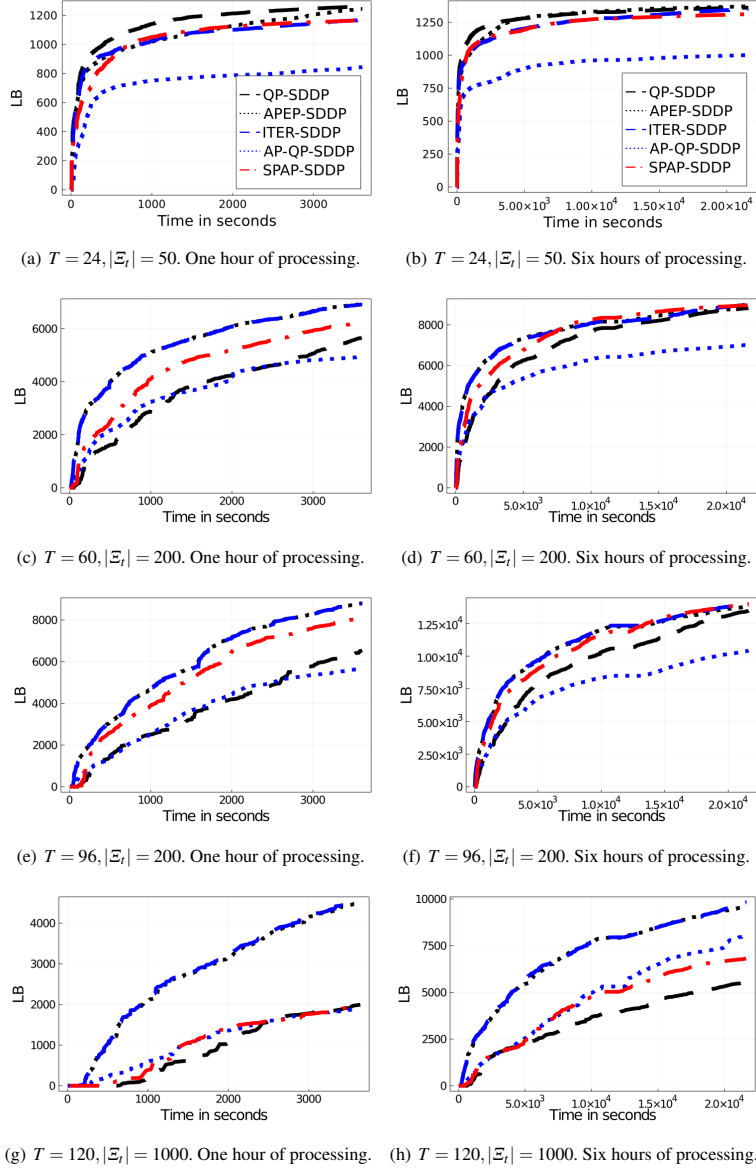 1200
1000
800
600
400
200
0
LB
QP-SDDP
APEP-SDDP
ITER-SDDP
AP-QP-SDDP
SPAP-SDDP
0 1000 2000 3000
Time in seconds
(a) T = 24, |Ξt| = 50. One hour of processing.
1250
1000
750
500
250
0
LB
QP-SDDP
APEP-SDDP
ITER-SDDP
AP-QP-SDDP
SPAP-SDDP
0 5.00×10³ 1.00×10⁴ 1.50×10⁴ 2.00×10⁴
Time in seconds
(b) T = 24, |Ξt| = 50. Six hours of processing.
6000
4000
2000
0
LB
0 1000 2000 3000
Time in seconds
(c) T = 60, |Ξt| = 200. One hour of processing.
8000
6000
4000
2000
0
LB
0 5.0×10³ 1.0×10⁴ 1.5×10⁴ 2.0×10⁴
Time in seconds
(d) T = 60, |Ξt| = 200. Six hours of processing.
8000
6000
4000
2000
0
LB
0 1000 2000 3000
Time in seconds
(e) T = 96, |Ξt| = 200. One hour of processing.
1.25×10⁴
1.00×10⁴
7.50×10³
5.00×10³
2.50×10³
0
LB
0 5.0×10³ 1.0×10⁴ 1.5×10⁴ 2.0×10⁴
Time in seconds
(f) T = 96, |Ξt| = 200. Six hours of processing.
4000
3000
2000
1000
0
LB
0 1000 2000 3000
Time in seconds
(g) T = 120, |Ξt| = 1000. One hour of processing.
10000
7500
5000
2500
0
LB
0 5.0×10³ 1.0×10⁴ 1.5×10⁴ 2.0×10⁴
Time in seconds
(h) T = 120, |Ξt| = 1000. Six hours of processing.